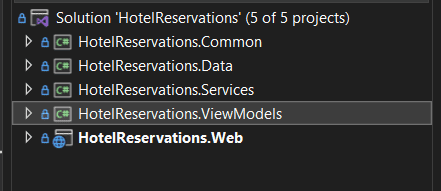 Solution 'HotelReservations' (5 of 5 projects)
C# HotelReservations.Common
C# HotelReservations.Data
C# HotelReservations.Services
C# HotelReservations.ViewModels
HotelReservations.Web